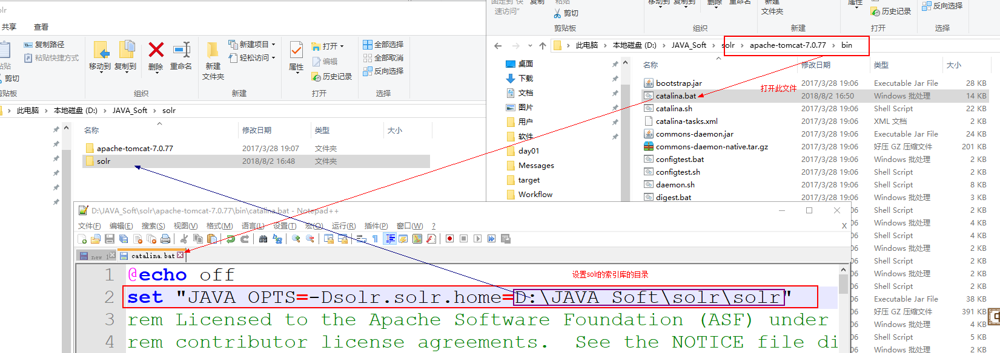 olr
共享 查看
复制路径
粘贴快捷方式
剪切
移动到 复制到 删除 重命名
新建
文件夹
新建项目
轻松访问
属性
打开
编辑
历史记录
全部选择
全部取消
反向选择
组织 新建 打开 选择
此电脑 本地磁盘 (D:) JAVA_Soft solr
名称 修改日期 类型 大小
apache-tomcat-7.0.77 2017/3/28 19:07 文件夹
solr 2018/8/2 16:48 文件夹
速访问”
复制
粘贴
剪切
移动到 复制到 删除 重命名
新建
文件夹
属性
历史记录
反向选择
剪贴板 组织 新建 打开 选择
此电脑 本地磁盘 (D:) JAVA_Soft solr apache-tomcat-7.0.77 bin
桌面
下载
文档
图片
用户
软件
day01
Messages
target
Workflow
名称 修改日期 类型 大小
打开此文件
bootstrap.jar 2017/3/28 19:06 Executable Jar File 28 KB
catalina.bat 2018/8/2 16:50 Windows 批处理 14 KB
catalina.sh 2017/3/28 19:06 Shell Script 22 KB
catalina-tasks.xml 2017/3/28 19:06 XML 文档 2 KB
commons-daemon.jar 2017/3/28 19:06 Executable Jar File 24 KB
commons-daemon-native.tar.gz 2017/3/28 19:06 好压 GZ 压缩文件 201 KB
configtest.bat 2017/3/28 19:06 Windows 批处理 2 KB
configtest.sh 2017/3/28 19:06 Shell Script 2 KB
daemon.sh 2017/3/28 19:06 Shell Script 8 KB
digest.bat 2017/3/28 19:06 Windows 批处理 3 KB
06 Shell Script 2 KB
06 Windows 批处理 4 KB
06 Shell Script 4 KB
06 Windows 批处理 2 KB
06 Shell Script 2 KB
06 Windows 批处理 2 KB
06 Shell Script 2 KB
06 Executable Jar File 38 KB
06 好压 GZ 压缩文件 391 KB
06 Windows 批处理 4 KB
06 Shell Script 5 KB
06 Windows 批处理 2 KB
D:\JAVA_Soft\solr\apache-tomcat-7.0.77\bin\catalina.bat - Notepad++
文件(F) 编辑(E) 搜索(S) 视图(V) 格式(M) 语言(L) 设置(T) 宏(O) 运行(R) 插件(P) 窗口(W) ? X
new 1 catalina.bat
设置solr的索引库的目录
1 @echo off
2 set "JAVA_OPTS=-Dsolr.solr.home=D:\JAVA_Soft\solr\solr"
3 rem Licensed to the Apache Software Foundation (ASF) under
4 rem contributor license agreements. See the NOTICE file di